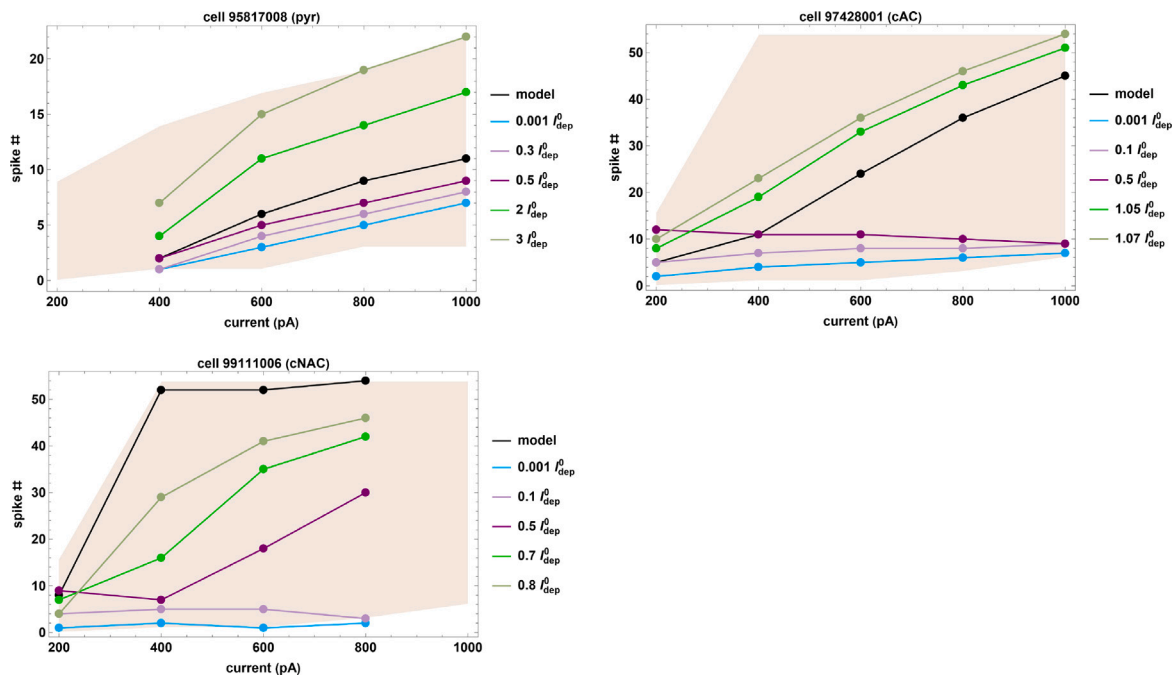 cell 95817008 (pyr)
spike #
20
15
10
5
0
200 400 600 800 1000
current (pA)
model
0.001 I⁰dep
0.3 I⁰dep
0.5 I⁰dep
2 I⁰dep
3 I⁰dep
cell 97428001 (cAC)
spike #
50
40
30
20
10
0
200 400 600 800 1000
current (pA)
model
0.001 I⁰dep
0.1 I⁰dep
0.5 I⁰dep
1.05 I⁰dep
1.07 I⁰dep
cell 99111006 (cNAC)
spike #
50
40
30
20
10
0
200 400 600 800 1000
current (pA)
model
0.001 I⁰dep
0.1 I⁰dep
0.5 I⁰dep
0.7 I⁰dep
0.8 I⁰dep